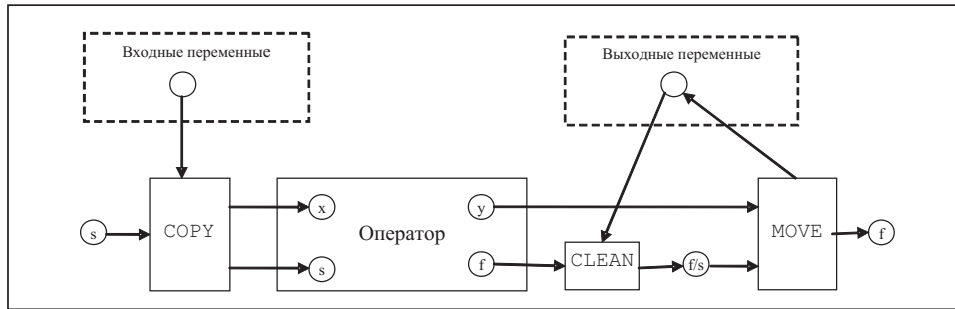 Входные переменные
Выходные переменные
x
y
s
COPY
Оператор
MOVE
f
s
f
CLEAN
f/s